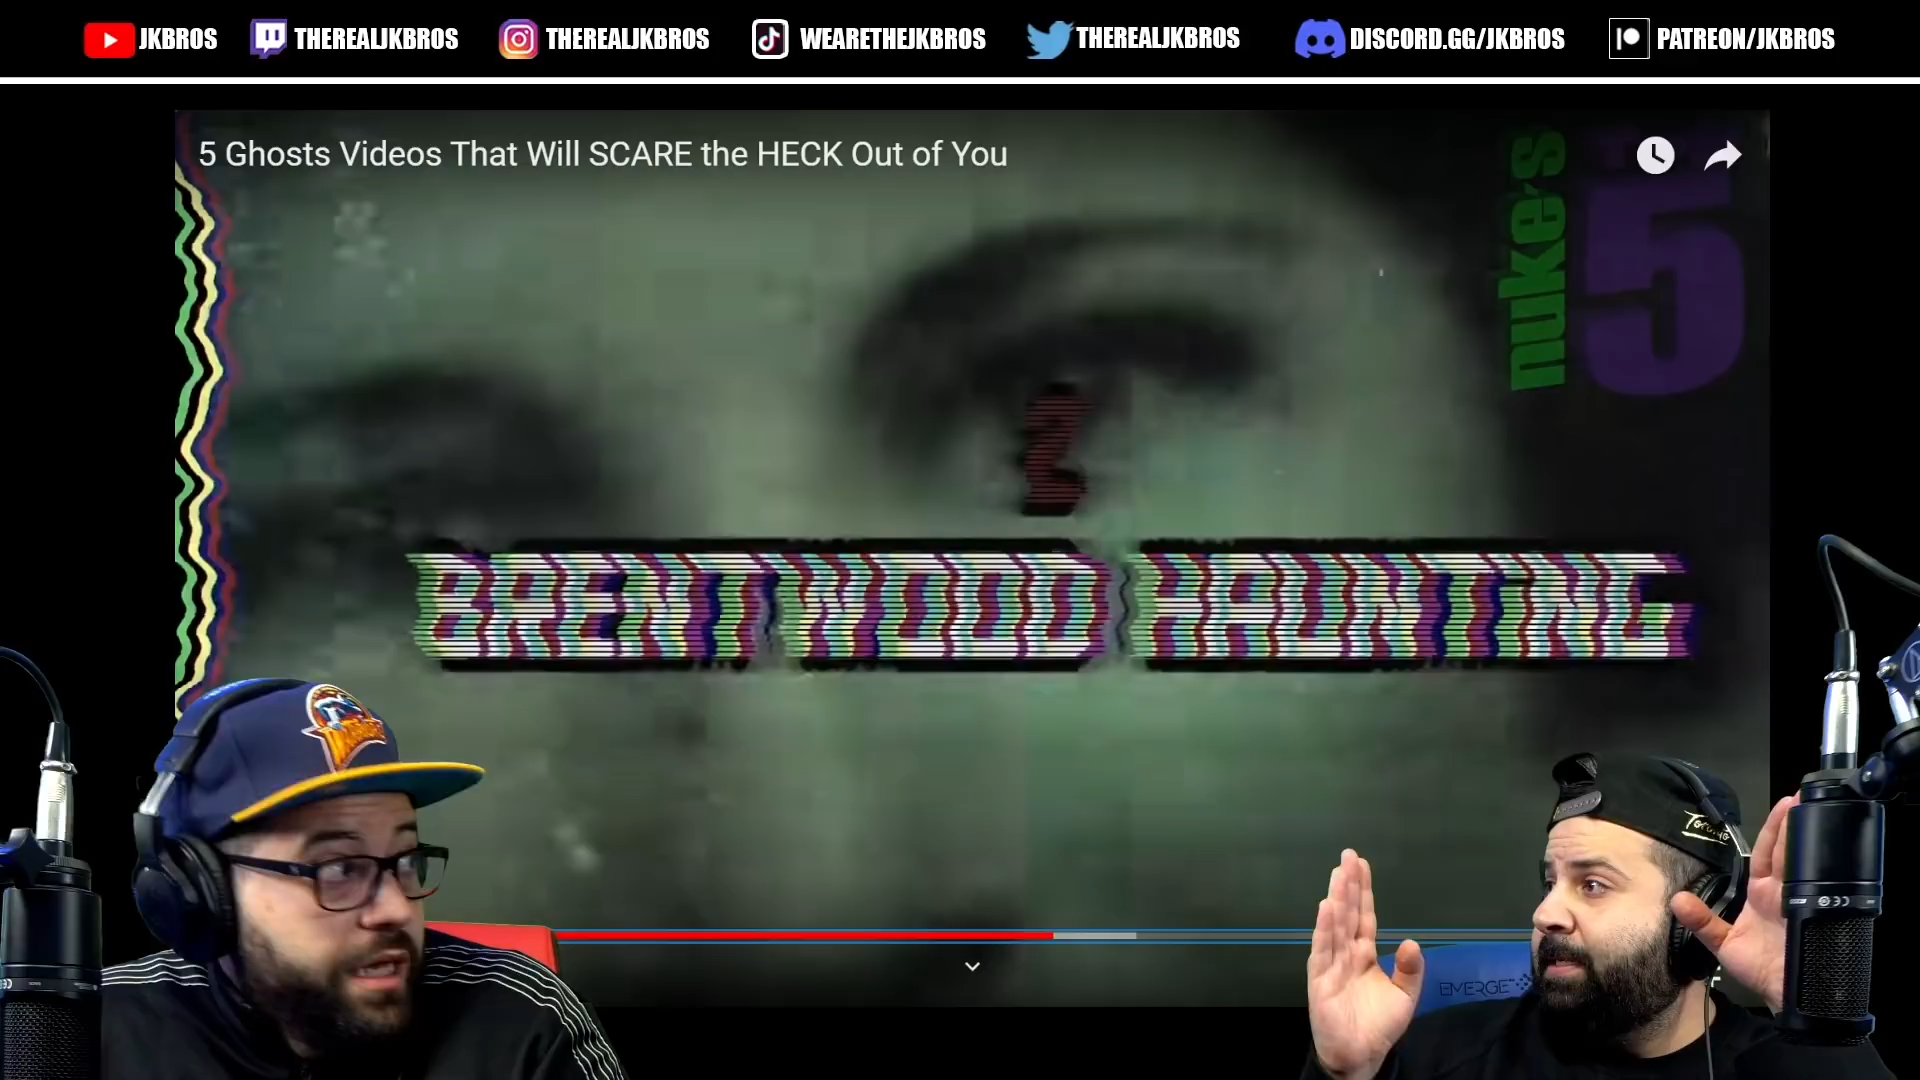 JKBROS THEREALJKBROS THEREALJKBROS WEARETHEJKBROS THEREALJKBROS DISCORD.GG/JKBROS PATREON/JKBROS
5 Ghosts Videos That Will SCARE the HECK Out of You
nuke's 5
2
BRENTWOOD HAUNTING
EMERGE